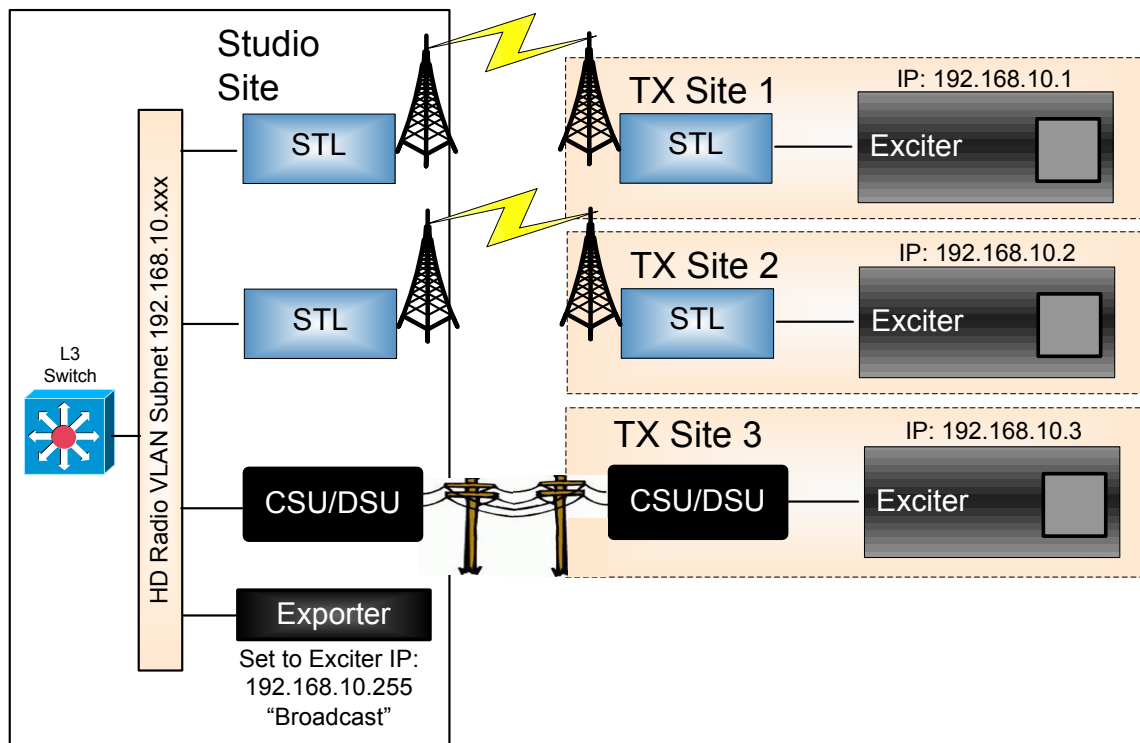 Studio
Site
STL
TX Site 1
STL
IP: 192.168.10.1
Exciter
HD Radio VLAN Subnet 192.168.10.xxx
STL
TX Site 2
STL
IP: 192.168.10.2
Exciter
L3
Switch
CSU/DSU
TX Site 3
CSU/DSU
IP: 192.168.10.3
Exciter
Exporter
Set to Exciter IP:
192.168.10.255
“Broadcast”